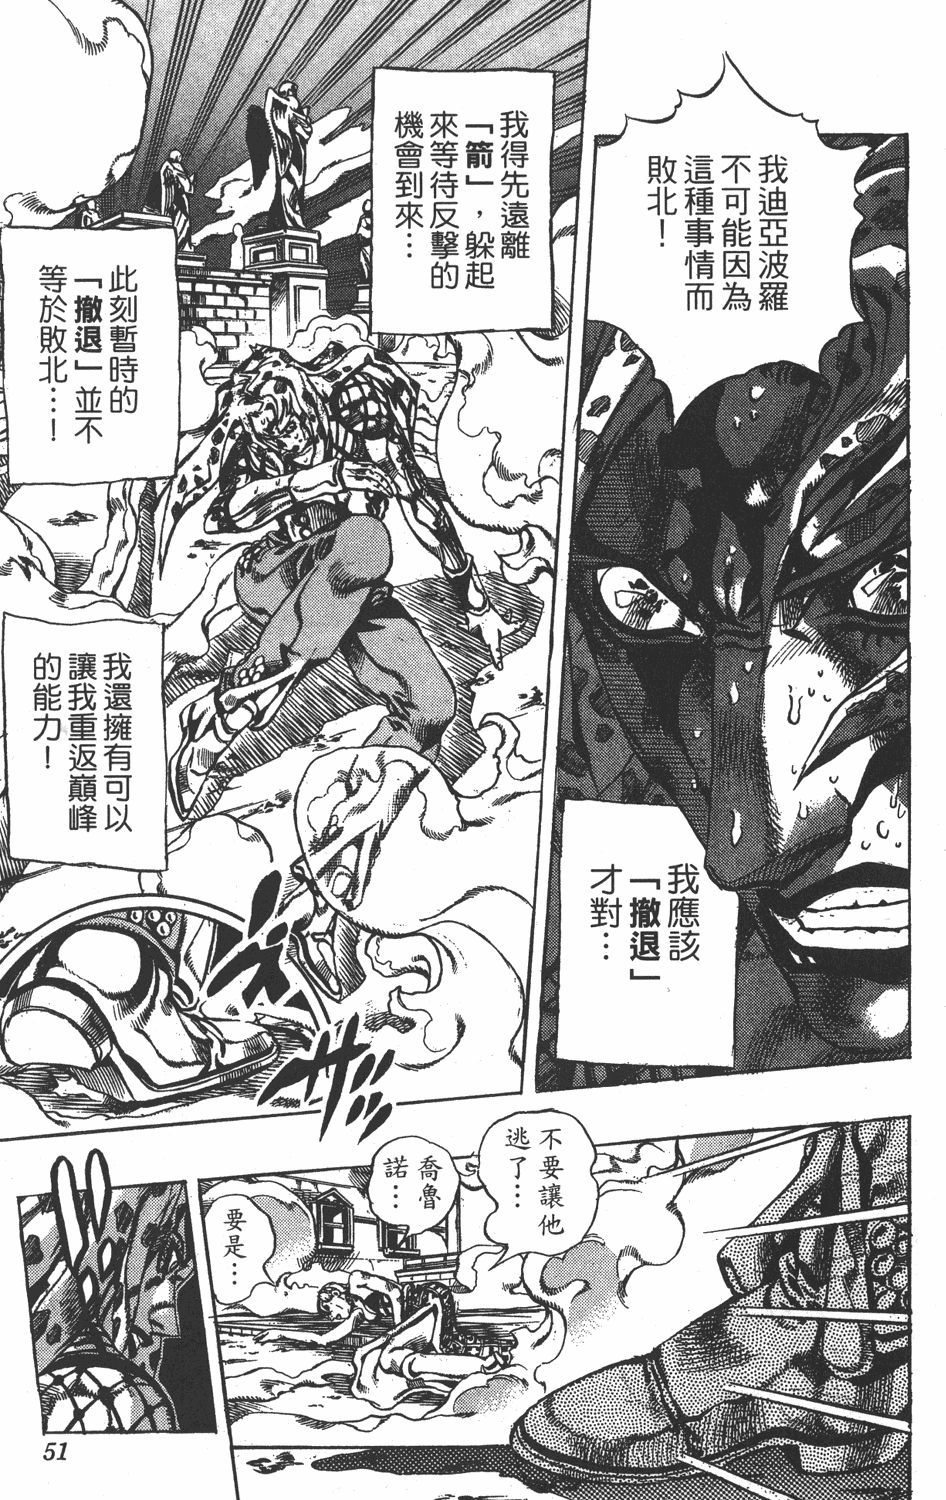 我迪亞波羅
不可能因為
這種事情而
敗北！
我應該
「撤退」
才對…
我得先遠離
「箭」，躲起
來等待反擊的
機會到來…
此刻暫時的
「撤退」並不
等於敗北……！
我還擁有可以
讓我重返巔峰
的能力！
ズズ
ザッ
不要讓他
逃了…
喬魯
諾…
要是…
51